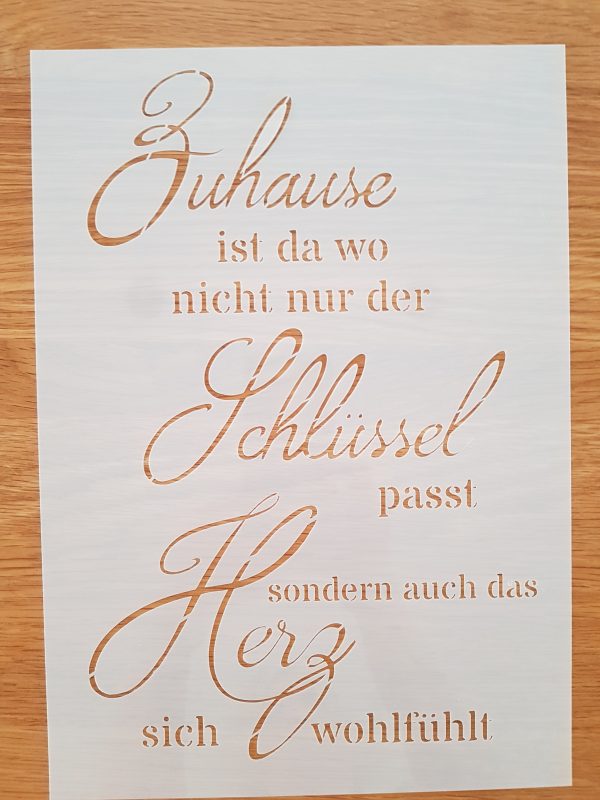 Zuhause
ist da wo
nicht nur der
Schlüssel
passt
sondern auch das
Herz
sich wohlfühlt